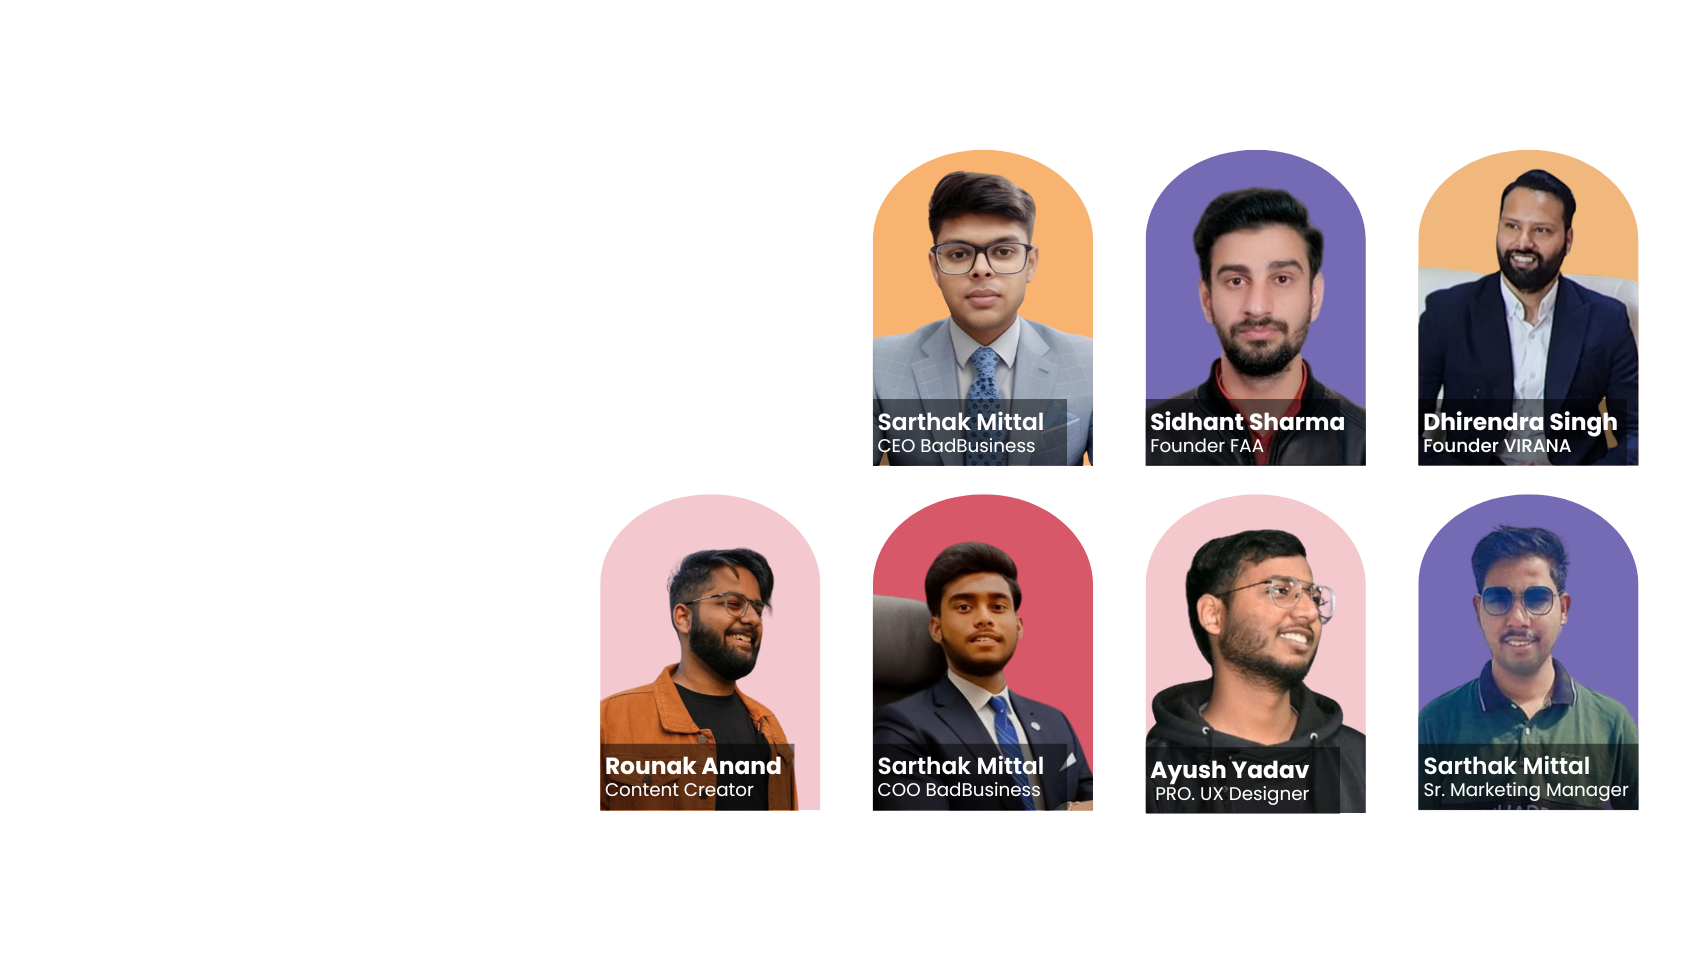 Sarthak Mittal
CEO BadBusiness
Sidhant Sharma
Founder FAA
Dhirendra Singh
Founder VIRANA
Rounak Anand
Content Creator
Sarthak Mittal
COO BadBusiness
Ayush Yadav
PRO. UX Designer
Sarthak Mittal
Sr. Marketing Manager